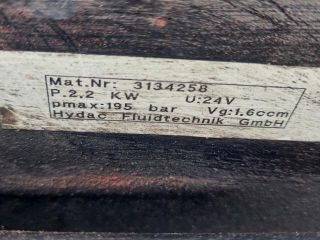 Mat.Nr: 3134258
P.2,2 KW U:24V
pmax:195 bar Vg:1,6ccm
Hydac Fluidtechnik GmbH